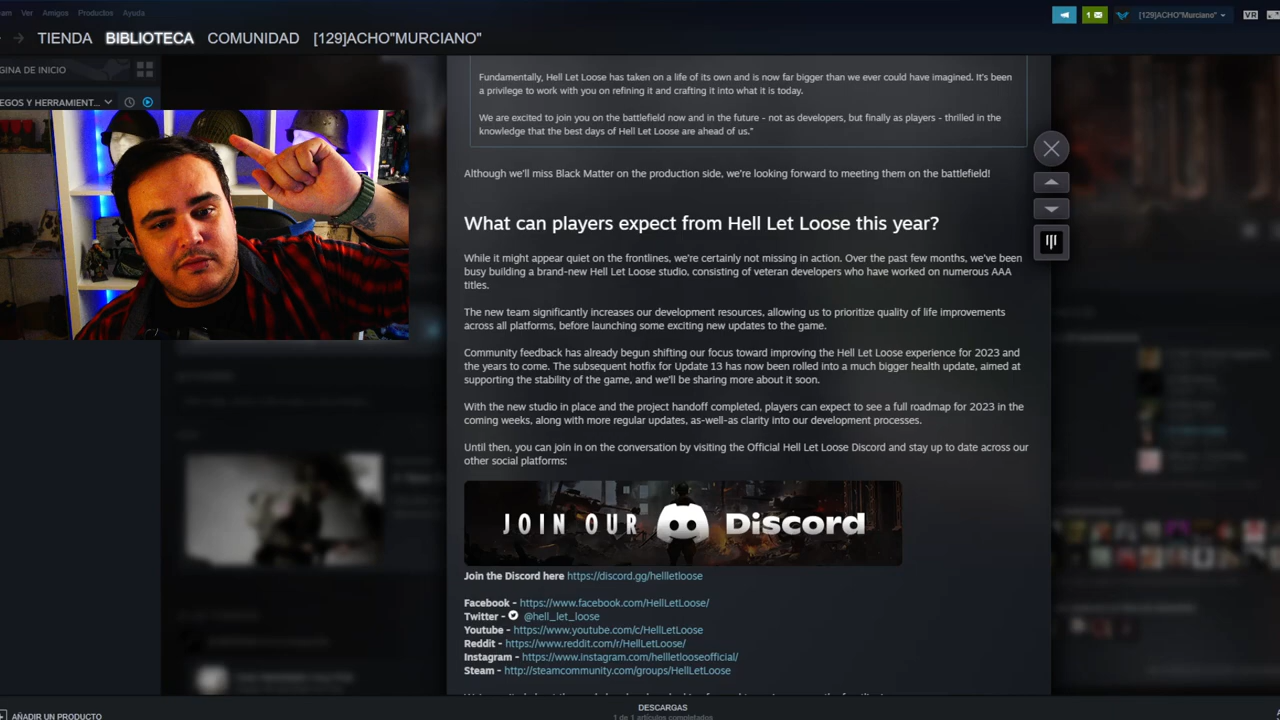 am Ver Amigos Productos Ayuda
1
[129]ACHO"Murciano"
VR
TIENDA BIBLIOTECA COMUNIDAD [129]ACHO"MURCIANO"
GINA DE INICIO
EGOS Y HERRAMIENT...
Fundamentally, Hell Let Loose has taken on a life of its own and is now far bigger than we ever could have imagined. It's been
a privilege to work with you on refining it and crafting it into what it is today.
We are excited to join you on the battlefield now and in the future - not as developers, but finally as players - thrilled in the
knowledge that the best days of Hell Let Loose are ahead of us."
Although we'll miss Black Matter on the production side, we're looking forward to meeting them on the battlefield!
What can players expect from Hell Let Loose this year?
While it might appear quiet on the frontlines, we're certainly not missing in action. Over the past few months, we've been
busy building a brand-new Hell Let Loose studio, consisting of veteran developers who have worked on numerous AAA
titles.
The new team significantly increases our development resources, allowing us to prioritize quality of life improvements
across all platforms, before launching some exciting new updates to the game.
Community feedback has already begun shifting our focus toward improving the Hell Let Loose experience for 2023 and
the years to come. The subsequent hotfix for Update 13 has now been rolled into a much bigger health update, aimed at
supporting the stability of the game, and we'll be sharing more about it soon.
With the new studio in place and the project handoff completed, players can expect to see a full roadmap for 2023 in the
coming weeks, along with more regular updates, as-well-as clarity into our development processes.
Until then, you can join in on the conversation by visiting the Official Hell Let Loose Discord and stay up to date across our
other social platforms:
JOIN OUR Discord
Join the Discord here https://discord.gg/hellletloose
Facebook - https://www.facebook.com/HellLetLoose/
Twitter - @hell_let_loose
Youtube - https://www.youtube.com/c/HellLetLoose
Reddit - https://www.reddit.com/r/HellLetLoose/
Instagram - https://www.instagram.com/hellletlooseofficial/
Steam - http://steamcommunity.com/groups/HellLetLoose
DESCARGAS
1 de 1 artículos completados
AÑADIR UN PRODUCTO